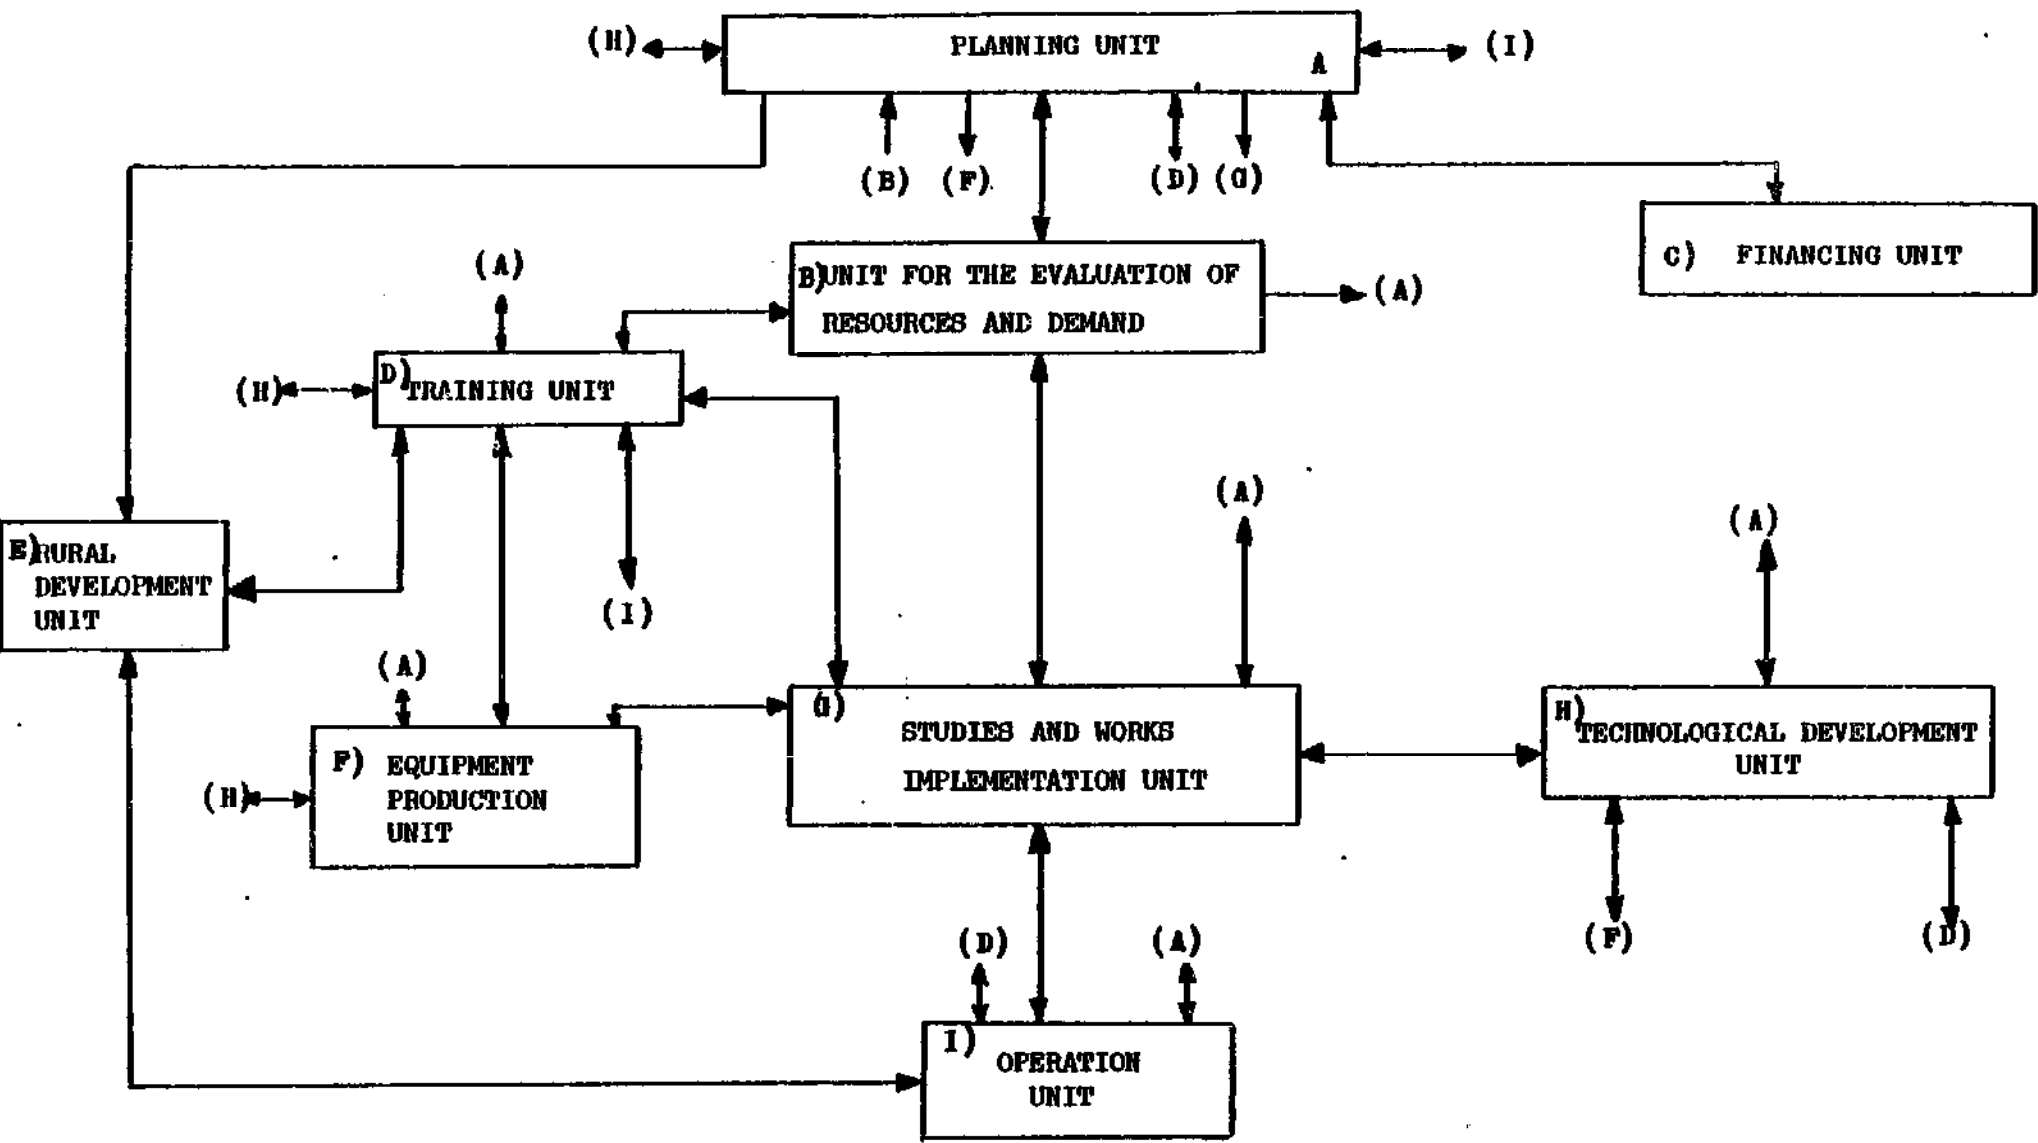 (H)
PLANNING UNIT
A
(I)
(B)
(F)
(D)
(G)
C) FINANCING UNIT
(A)
B) UNIT FOR THE EVALUATION OF
RESOURCES AND DEMAND
(A)
(H)
D) TRAINING UNIT
(A)
(A)
E) RURAL
DEVELOPMENT
UNIT
(I)
(A)
G)
STUDIES AND WORKS
IMPLEMENTATION UNIT
H) TECHNOLOGICAL DEVELOPMENT
UNIT
F) EQUIPMENT
PRODUCTION
UNIT
(H)
(D)
(A)
(F)
(D)
I)
OPERATION
UNIT